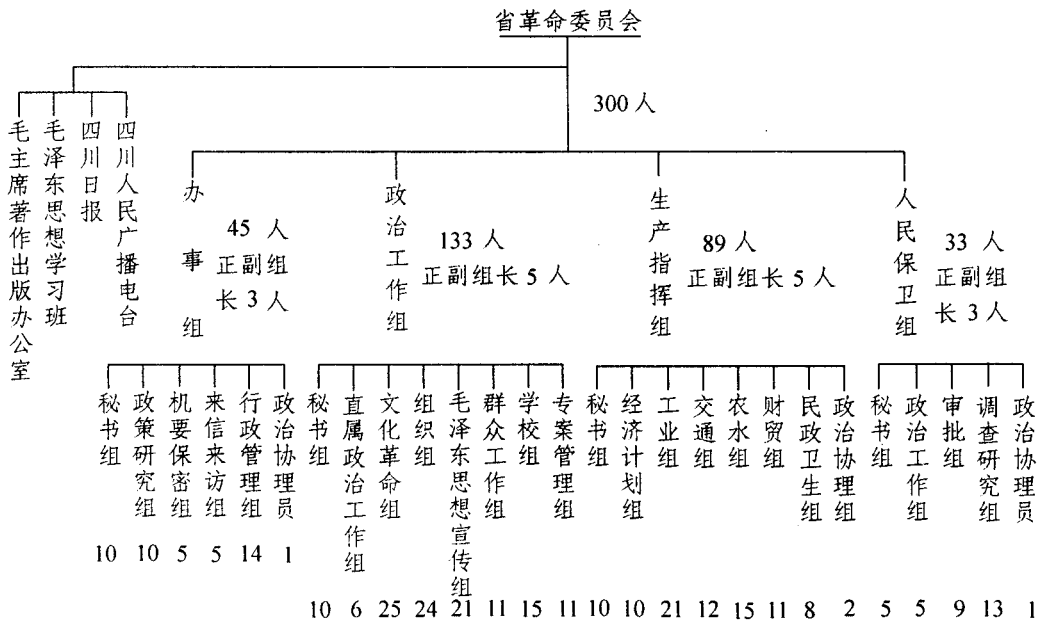 省革命委员会
300人
毛主席著作出版办公室
毛泽东思想学习班
四川日报
四川人民广播电台
办事组
45 人
正副组
长 3 人
政治工作组
133 人
正副组长 5 人
生产指挥组
89 人
正副组长 5 人
人民保卫组
33 人
正副组
长 3 人
秘书组
政策研究组
机要保密组
来信来访组
行政管理组
政治协理员
秘书组
直属政治工作组
文化革命组
组织组
毛泽东思想宣传组
群众工作组
学校组
专案管理组
秘书组
经济计划组
工业组
交通组
农水组
财贸组
民政卫生组
政治协理组
秘书组
政治工作组
审批组
调查研究组
政治协理员
10 10 5 5 14 1
10 6 25 24 21 11 15 11 10 10 21 12 15 11 8 2 5 5 9 13 1